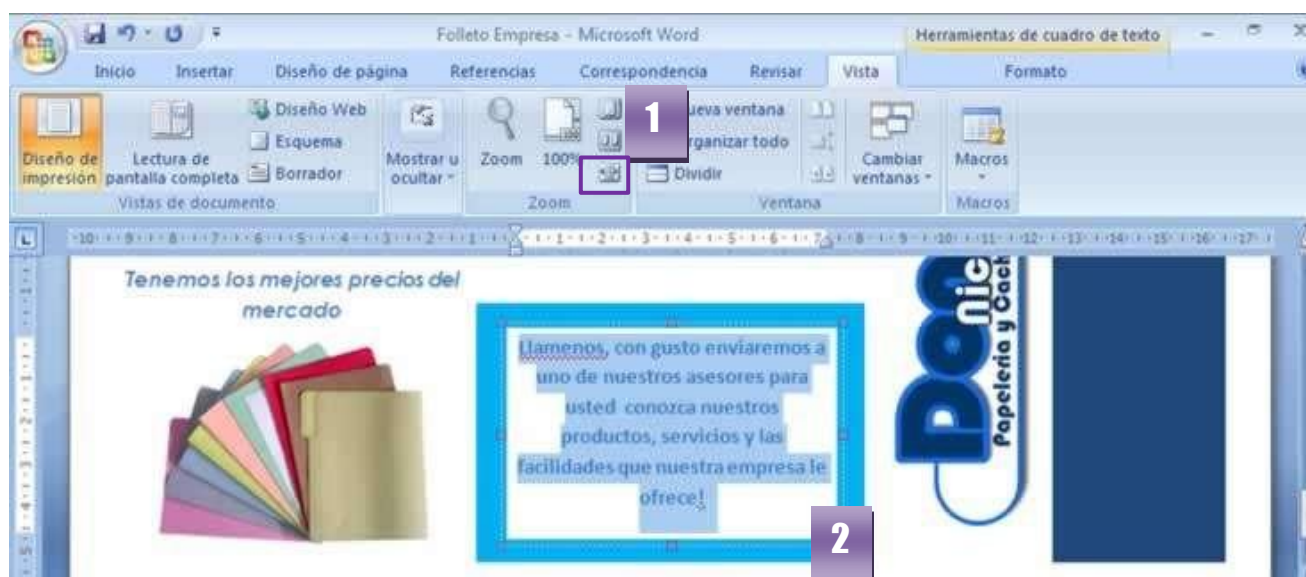 Folleto Empresa - Microsoft Word
Herramientas de cuadro de texto
Inicio Insertar Diseño de página Referencias Correspondencia Revisar Vista Formato
Diseño de impresión
Lectura de pantalla completa
Diseño Web
Esquema
Borrador
Vistas de documento
Mostrar u ocultar
Zoom
100%
Zoom
1
ueva ventana
rganizar todo
Dividir
Cambiar ventanas
Ventana
Macros
Macros
Tenemos los mejores precios del
mercado
Llamenos, con gusto enviaremos a
uno de nuestros asesores para
usted conozca nuestros
productos, servicios y las
facilidades que nuestra empresa le
ofrece!
2
Papeleria y